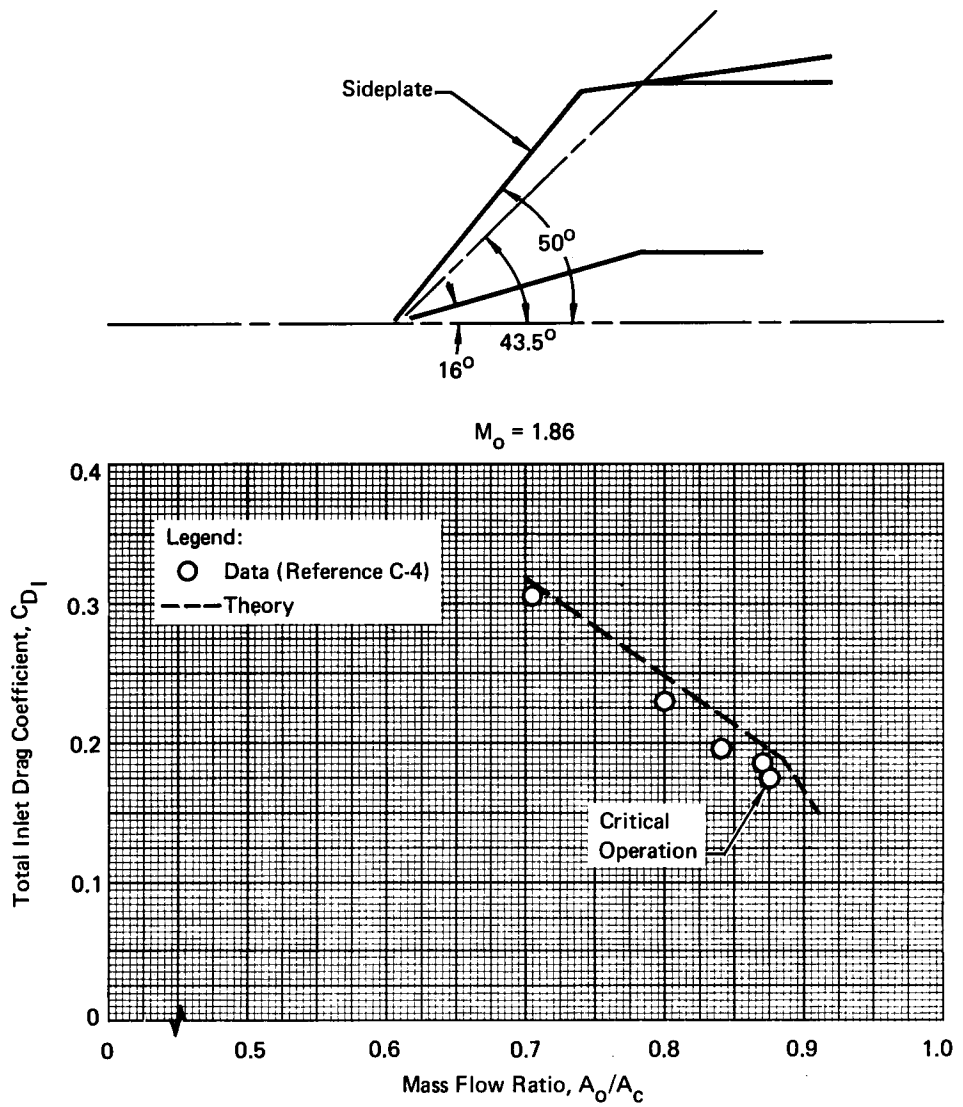 Sideplate
50°
43.5°
16°
M₀ = 1.86
0.4
0.3
0.2
0.1
0
Total Inlet Drag Coefficient, C_D_I
Legend:
Data (Reference C-4)
Theory
Critical
Operation
0 0.5 0.6 0.7 0.8 0.9 1.0
Mass Flow Ratio, A₀/A_c